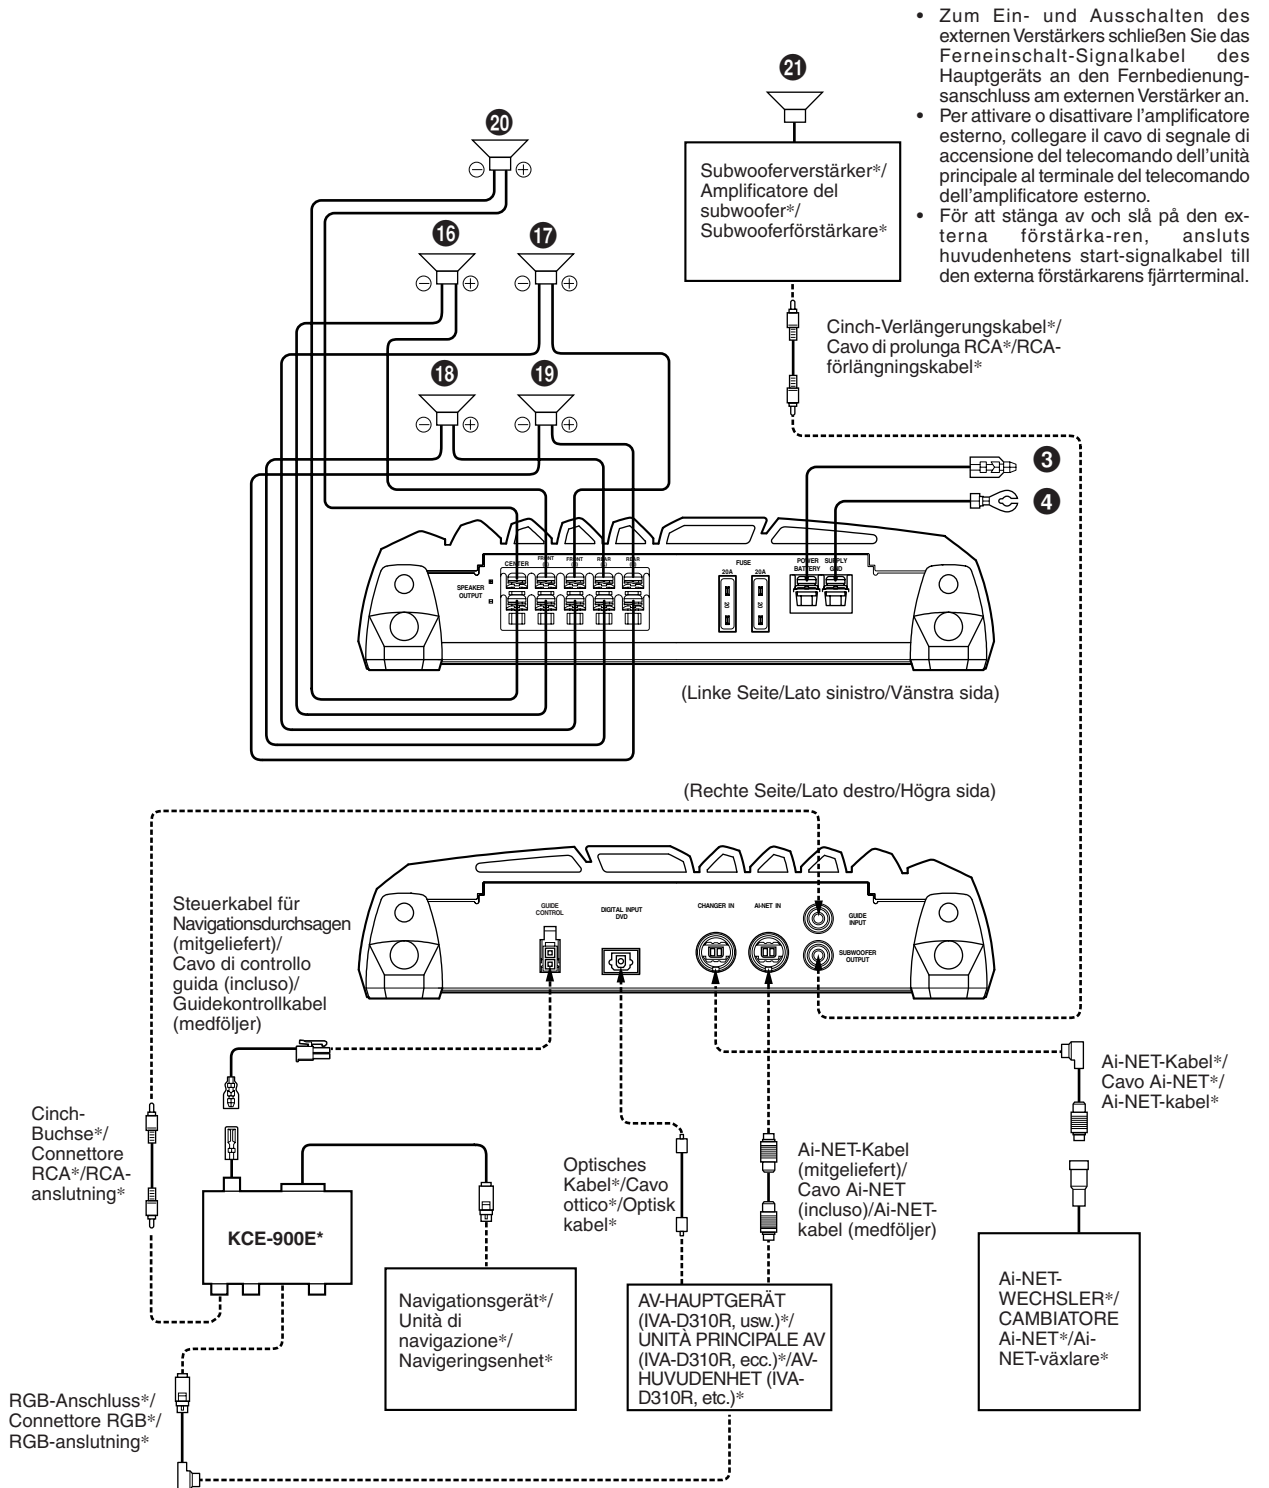 • Zum Ein- und Ausschalten des
externen Verstärkers schließen Sie das
Ferneinschalt-Signalkabel des
Hauptgeräts an den Fernbedienung-
sanschluss am externen Verstärker an.
• Per attivare o disattivare l'amplificatore
esterno, collegare il cavo di segnale di
accensione del telecomando dell'unità
principale al terminale del telecomando
dell'amplificatore esterno.
• För att stänga av och slå på den ex-
terna förstärka-ren, ansluts
huvudenhetens start-signalkabel till
den externa förstärkarens fjärrterminal.
21
Subwooferverstärker*/
Amplificatore del
subwoofer*/
Subwooferförstärkare*
20
⊖ ⊕
16 17
⊖ ⊕ ⊖ ⊕
Cinch-Verlängerungskabel*/
Cavo di prolunga RCA*/RCA-
förlängningskabel*
18 19
⊖ ⊕ ⊖ ⊕
3
4
SPEAKER
OUTPUT
CENTER
FRONT
FRONT
REAR
REAR
FUSE
20A 20A
POWER SUPPLY
BATTERY GND
(Linke Seite/Lato sinistro/Vänstra sida)
(Rechte Seite/Lato destro/Högra sida)
GUIDE
CONTROL
DIGITAL INPUT
DVD
CHANGER IN
Ai-NET IN
GUIDE
INPUT
SUBWOOFER
OUTPUT
Steuerkabel für
Navigationsdurchsagen
(mitgeliefert)/
Cavo di controllo
guida (incluso)/
Guidekontrollkabel
(medföljer)
Cinch-
Buchse*/
Connettore
RCA*/RCA-
anslutning*
KCE-900E*
Navigationsgerät*/
Unità di
navigazione*/
Navigeringsenhet*
Optisches
Kabel*/Cavo
ottico*/Optisk
kabel*
Ai-NET-Kabel
(mitgeliefert)/
Cavo Ai-NET
(incluso)/Ai-NET-
kabel (medföljer)
Ai-NET-Kabel*/
Cavo Ai-NET*/
Ai-NET-kabel*
AV-HAUPTGERÄT
(IVA-D310R, usw.)*/
UNITÀ PRINCIPALE AV
(IVA-D310R, ecc.)*/AV-
HUVUDENHET (IVA-
D310R, etc.)*
Ai-NET-
WECHSLER*/
CAMBIATORE
Ai-NET*/Ai-
NET-växlare*
RGB-Anschluss*/
Connettore RGB*/
RGB-anslutning*